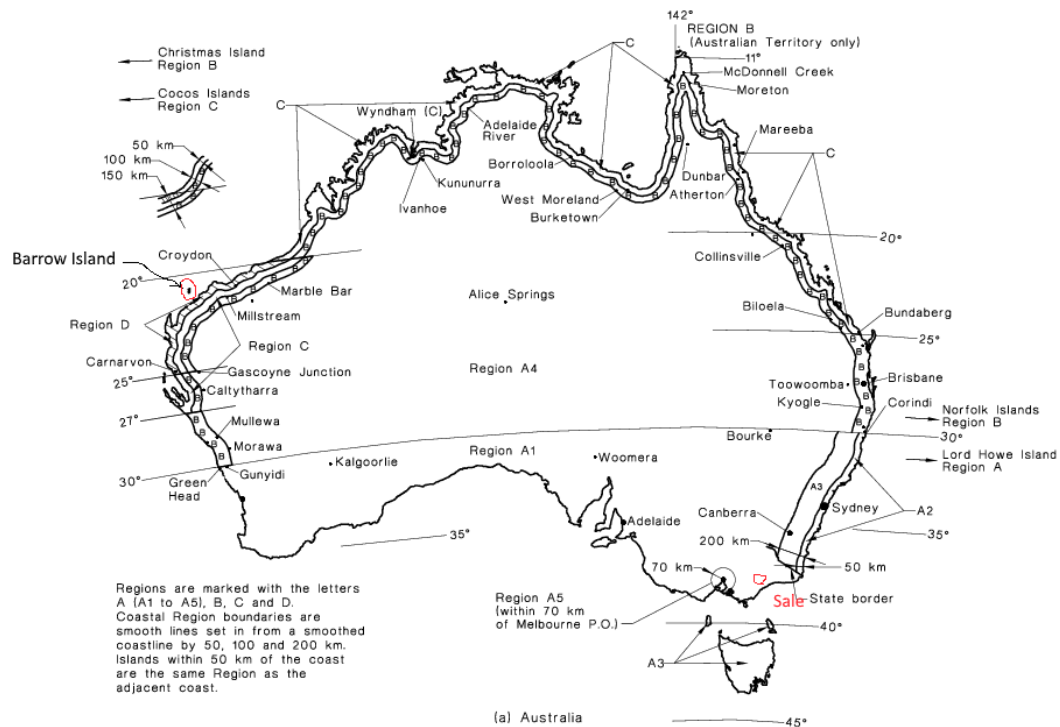 142°
REGION B
(Australian Territory only)
11°
McDonnell Creek
Moreton
C
Christmas Island
Region B
Cocos Islands
Region C
C
Wyndham (C)
Adelaide
River
Mareeba
C
50 km
100 km
150 km
Borroloola
Dunbar
Atherton
Kununurra
West Moreland
Ivanhoe
Burketown
20°
Collinsville
Barrow Island
Croydon
20°
Marble Bar
Alice Springs
Millstream
Biloela
Bundaberg
Region D
25°
Region C
Carnarvon
Gascoyne Junction
Region A4
25°
Toowoomba
Brisbane
Caltytharra
Kyogle
Corindi
27°
Mullewa
Norfolk Islands
Region B
Bourke
30°
Morawa
Region A1
Woomera
Lord Howe Island
Region A
Kalgoorlie
30°
Gunyidi
Green
Head
A3
Sydney
A2
Canberra
Adelaide
35°
35°
200 km
70 km
50 km
Region A5
(within 70 km
of Melbourne P.O.)
Sale
State border
40°
A3
Regions are marked with the letters
A (A1 to A5), B, C and D.
Coastal Region boundaries are
smooth lines set in from a smoothed
coastline by 50, 100 and 200 km.
Islands within 50 km of the coast
are the same Region as the
adjacent coast.
(a) Australia
45°